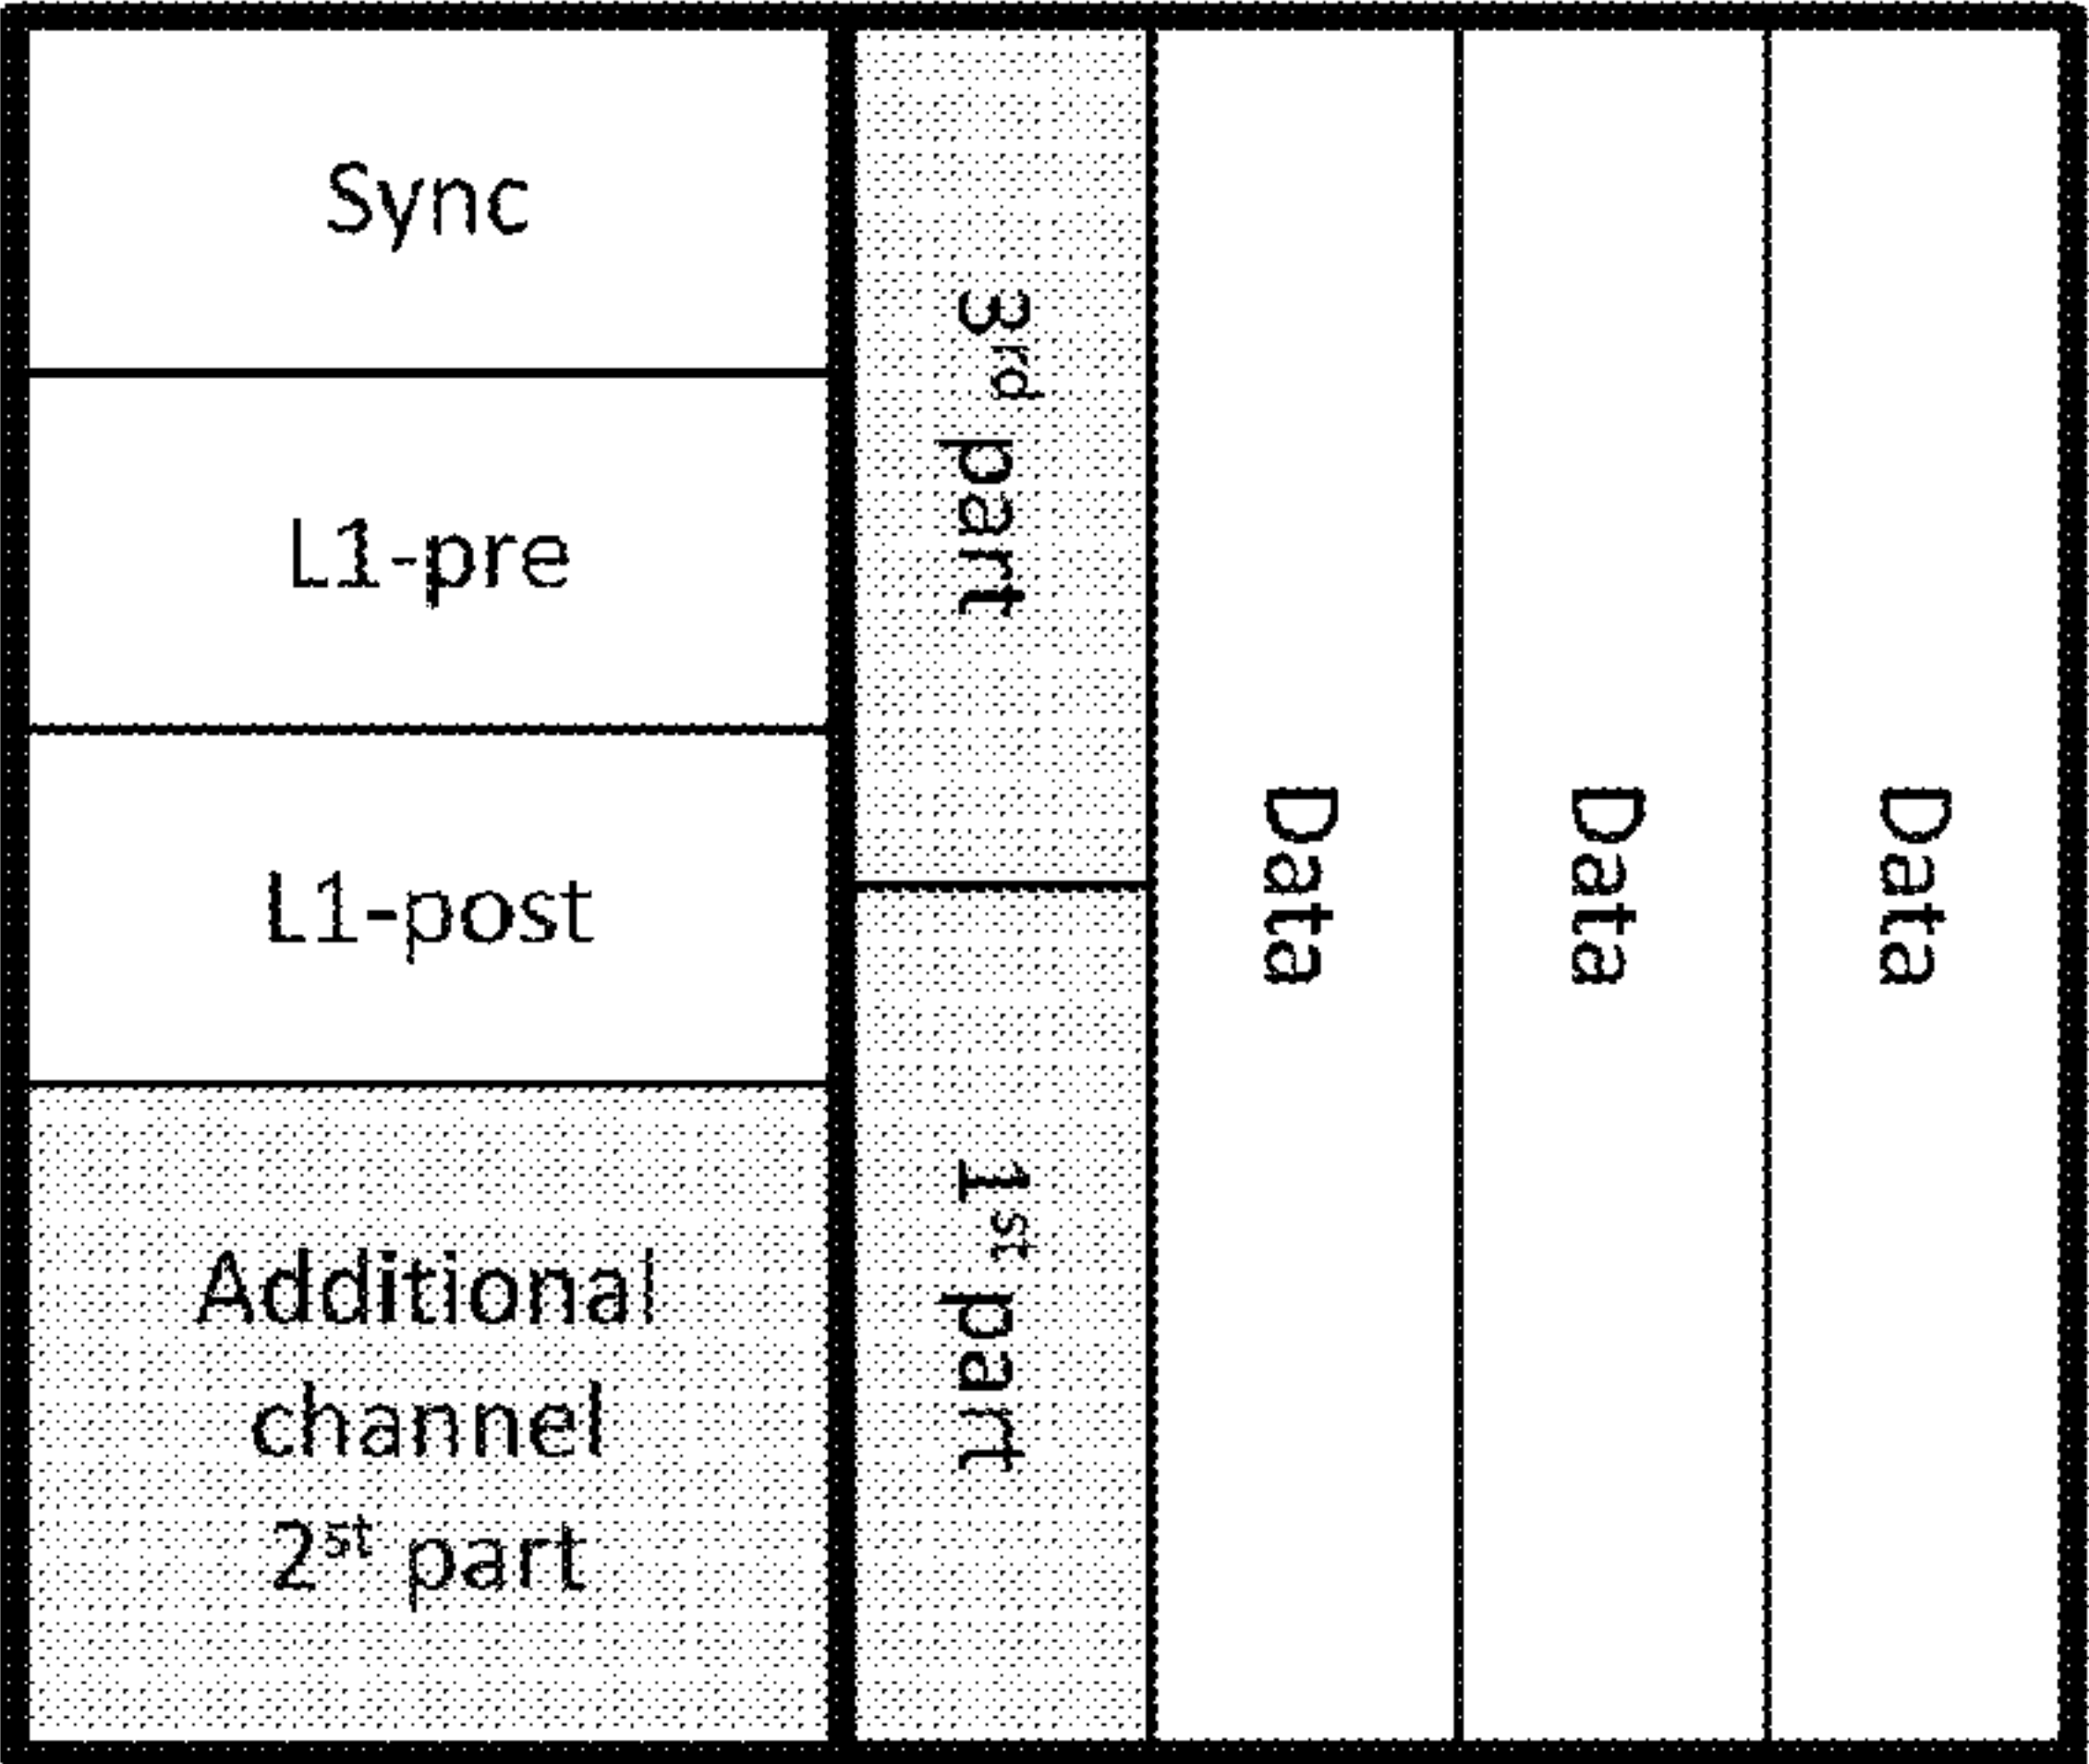 Sync
L1-pre
L1-post
Additional
channel
2st part
3rd part
1st part
Data
Data
Data